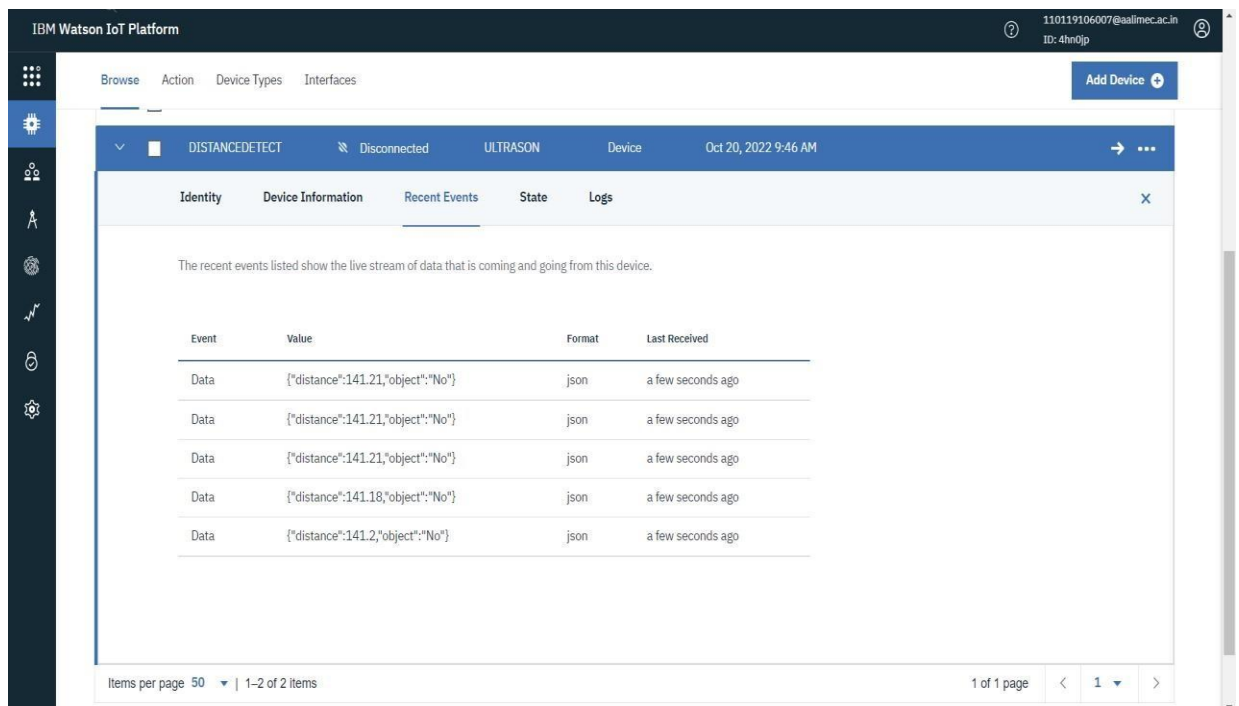 IBM Watson IoT Platform
110119106007@aalimec.ac.in
ID: 4hn0jp
Browse Action Device Types Interfaces
Add Device
DISTANCEDETECT Disconnected ULTRASON Device Oct 20, 2022 9:46 AM
Identity Device Information Recent Events State Logs
The recent events listed show the live stream of data that is coming and going from this device.
Event Value Format Last Received
Data {"distance":141.21,"object":"No"} json a few seconds ago
Data {"distance":141.21,"object":"No"} json a few seconds ago
Data {"distance":141.21,"object":"No"} json a few seconds ago
Data {"distance":141.18,"object":"No"} json a few seconds ago
Data {"distance":141.2,"object":"No"} json a few seconds ago
Items per page 50 | 1–2 of 2 items 1 of 1 page 1